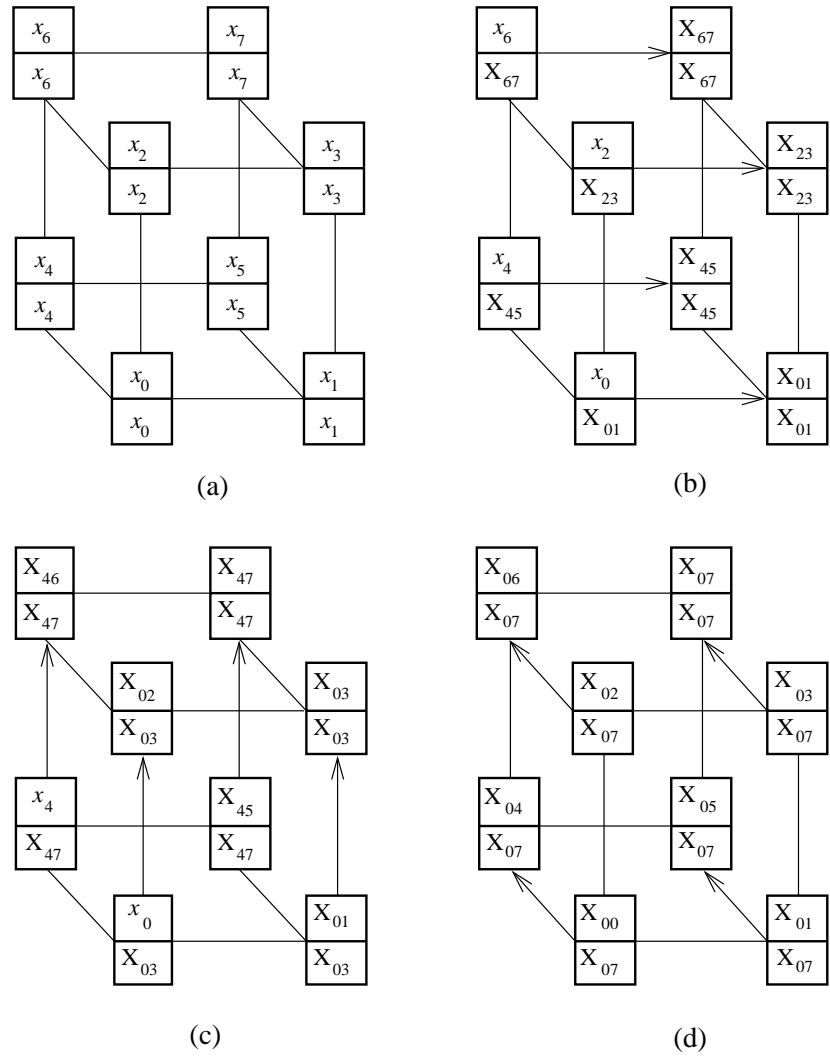 x6 x7
x6 x7
x2 x3
x2 x3
x4 x5
x4 x5
x0 x1
x0 x1
(a)
x6 X67
X67 X67
x2 X23
X23 X23
x4 X45
X45 X45
x0 X01
X01 X01
(b)
X46 X47
X47 X47
X02 X03
X03 X03
x4 X45
X47 X47
x0 X01
X03 X03
(c)
X06 X07
X07 X07
X02 X03
X07 X07
X04 X05
X07 X07
X00 X01
X07 X07
(d)